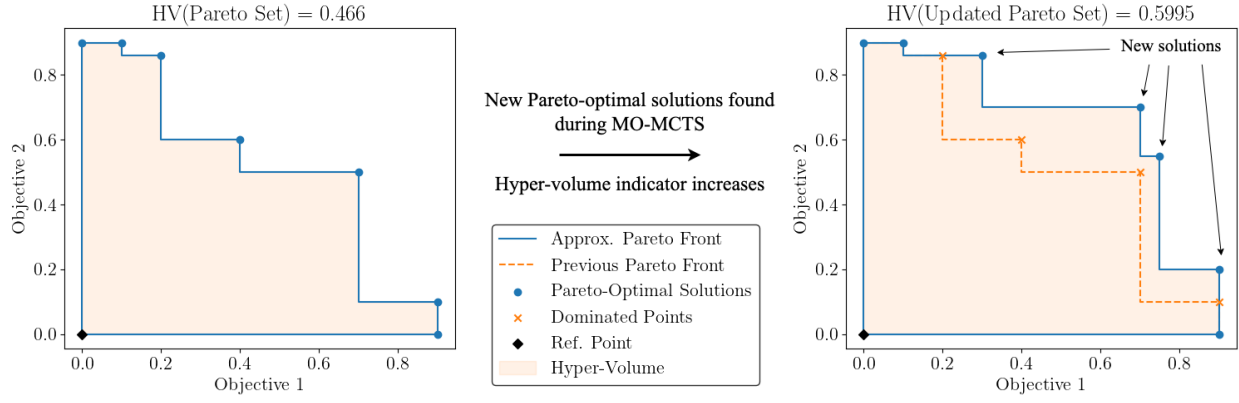 HV(Pareto Set) = 0.466
0.8
0.6
0.4
0.2
0.0
Objective 2
0.0 0.2 0.4 0.6 0.8
Objective 1
New Pareto-optimal solutions found
during MO-MCTS
Hyper-volume indicator increases
Approx. Pareto Front
Previous Pareto Front
Pareto-Optimal Solutions
Dominated Points
Ref. Point
Hyper-Volume
HV(Updated Pareto Set) = 0.5995
New solutions
0.8
0.6
0.4
0.2
0.0
Objective 2
0.0 0.2 0.4 0.6 0.8
Objective 1